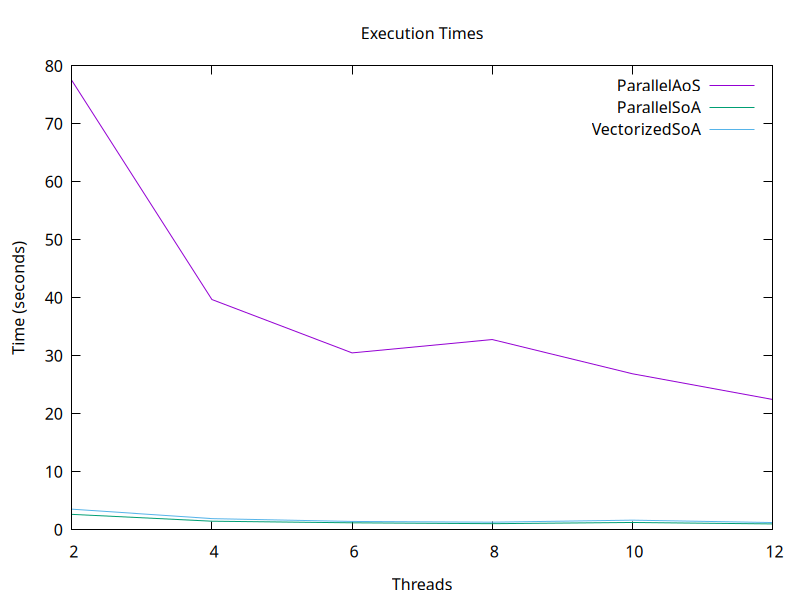 Execution Times
80
70
60
50
40
30
20
10
0
Time (seconds)
ParallelAoS
ParallelSoA
VectorizedSoA
2 4 6 8 10 12
Threads